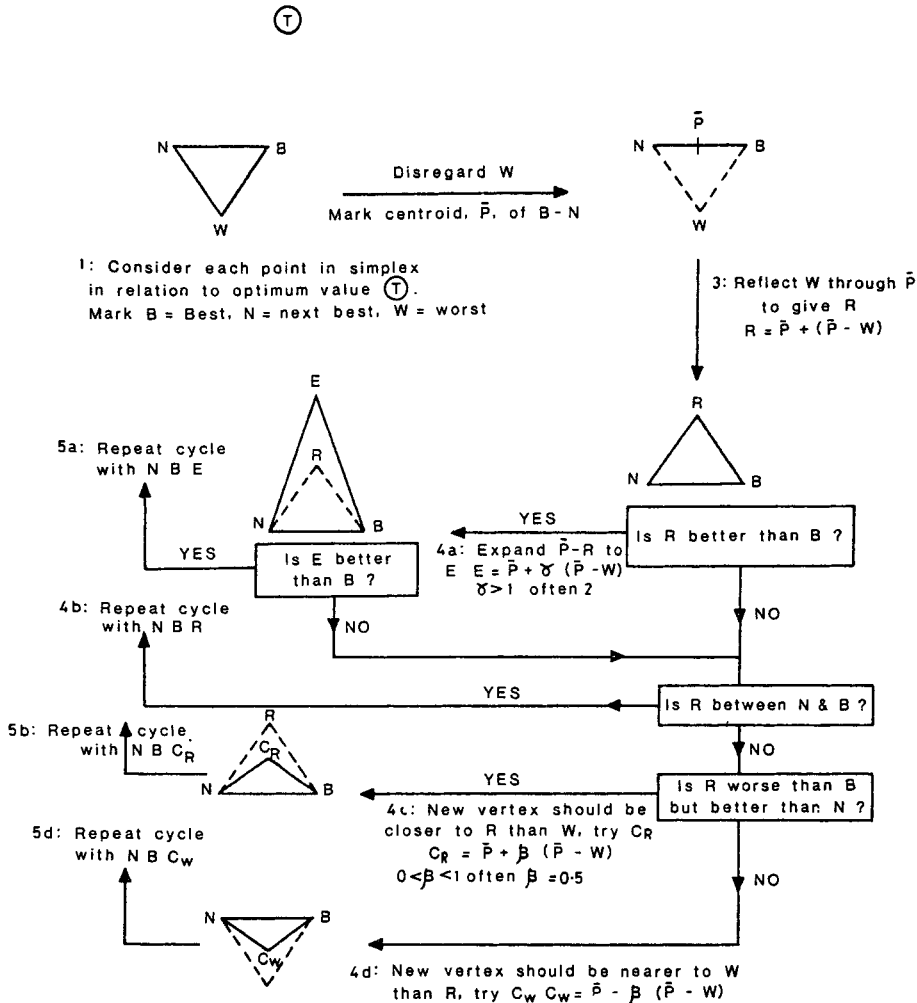 T
N B
W
Disregard W
Mark centroid, P̄, of B-N
P̄
N B
W
1: Consider each point in simplex
in relation to optimum value T.
Mark B = Best, N = next best, W = worst
3: Reflect W through P̄
to give R
R = P̄ + (P̄ - W)
E
R
N B
R
N B
5a: Repeat cycle
with N B E
YES
Is E better
than B ?
NO
YES
4a: Expand P̄-R to
E E = P̄ + γ (P̄-W)
γ>1 often 2
Is R better than B ?
NO
4b: Repeat cycle
with N B R
YES
Is R between N & B ?
NO
5b: Repeat cycle
with N B C_R
R
C_R
N B
YES
4c: New vertex should be
closer to R than W, try C_R
C_R = P̄ + β (P̄ - W)
0<β<1 often β =0·5
Is R worse than B
but better than N ?
NO
5d: Repeat cycle
with N B C_W
N B
C_W
4d: New vertex should be nearer to W
than R, try C_W C_W = P̄ - β (P̄ - W)